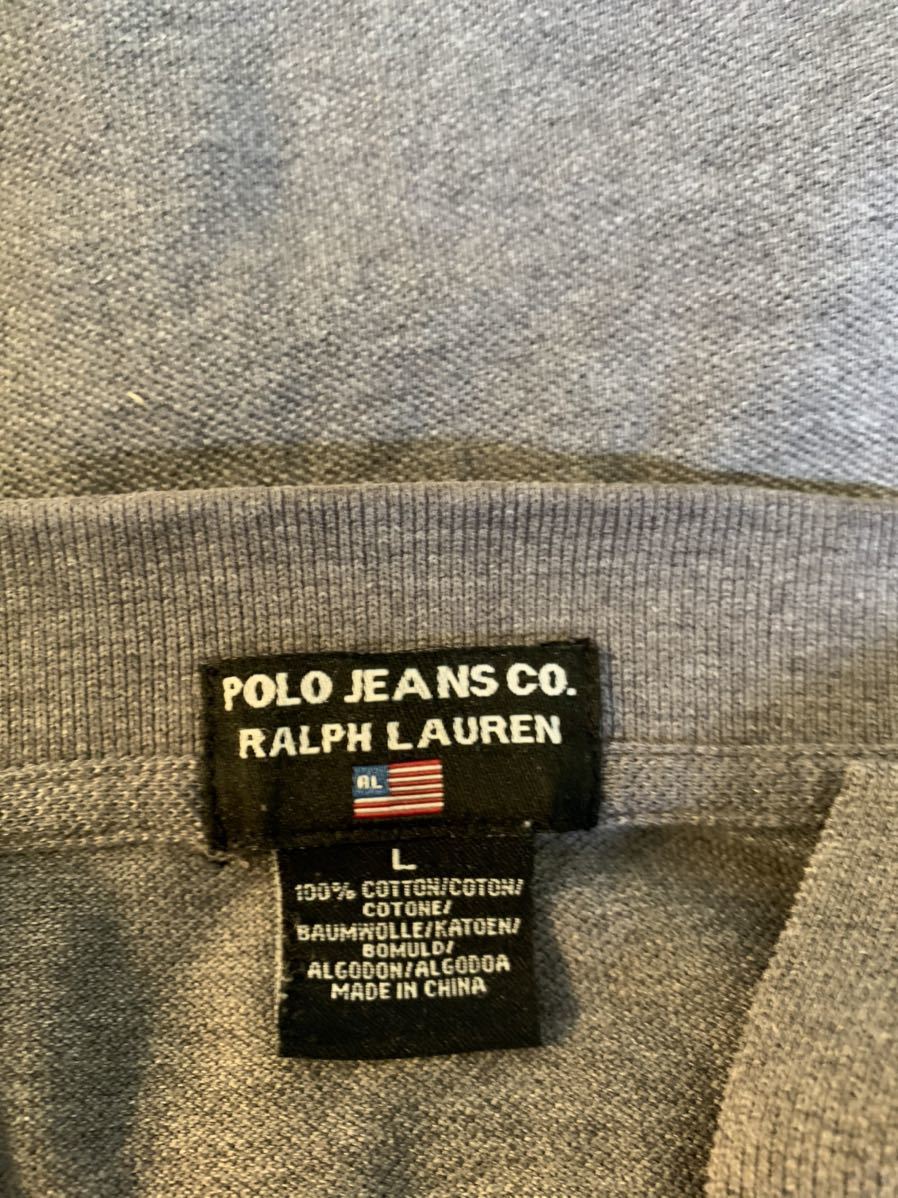 POLO JEANS CO.
RALPH LAUREN
RL
L
100% COTTON/COTON/
COTONE/
BAUMWOLLE/KATOEN/
BOMULD/
ALGODON/ALGODOA
MADE IN CHINA